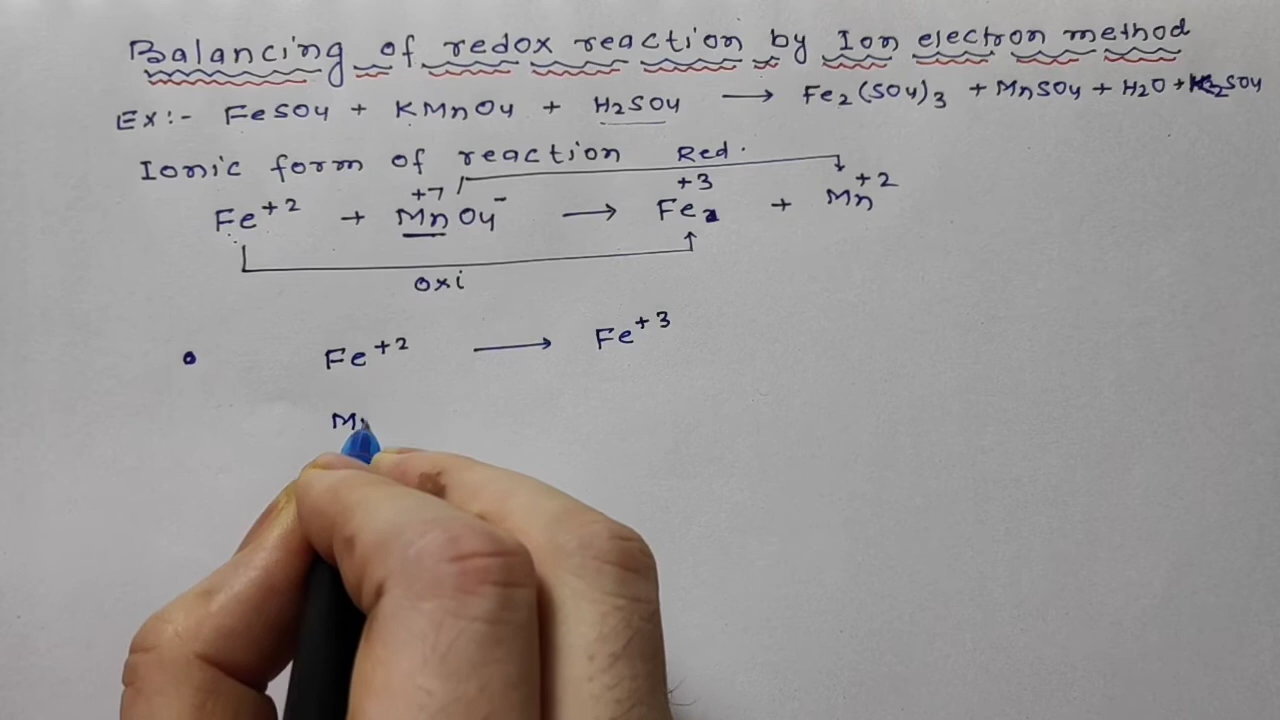 Balancing of redox reaction by Ion electron method
Ex:- FeSO4 + KMnO4 + H2SO4 → Fe2(SO4)3 + MnSO4 + H2O + K2SO4
Ionic form of reaction Red.
+7 +3
Fe+2 + MnO4- → Fe2 + Mn+2
oxi
Fe+2 → Fe+3
M